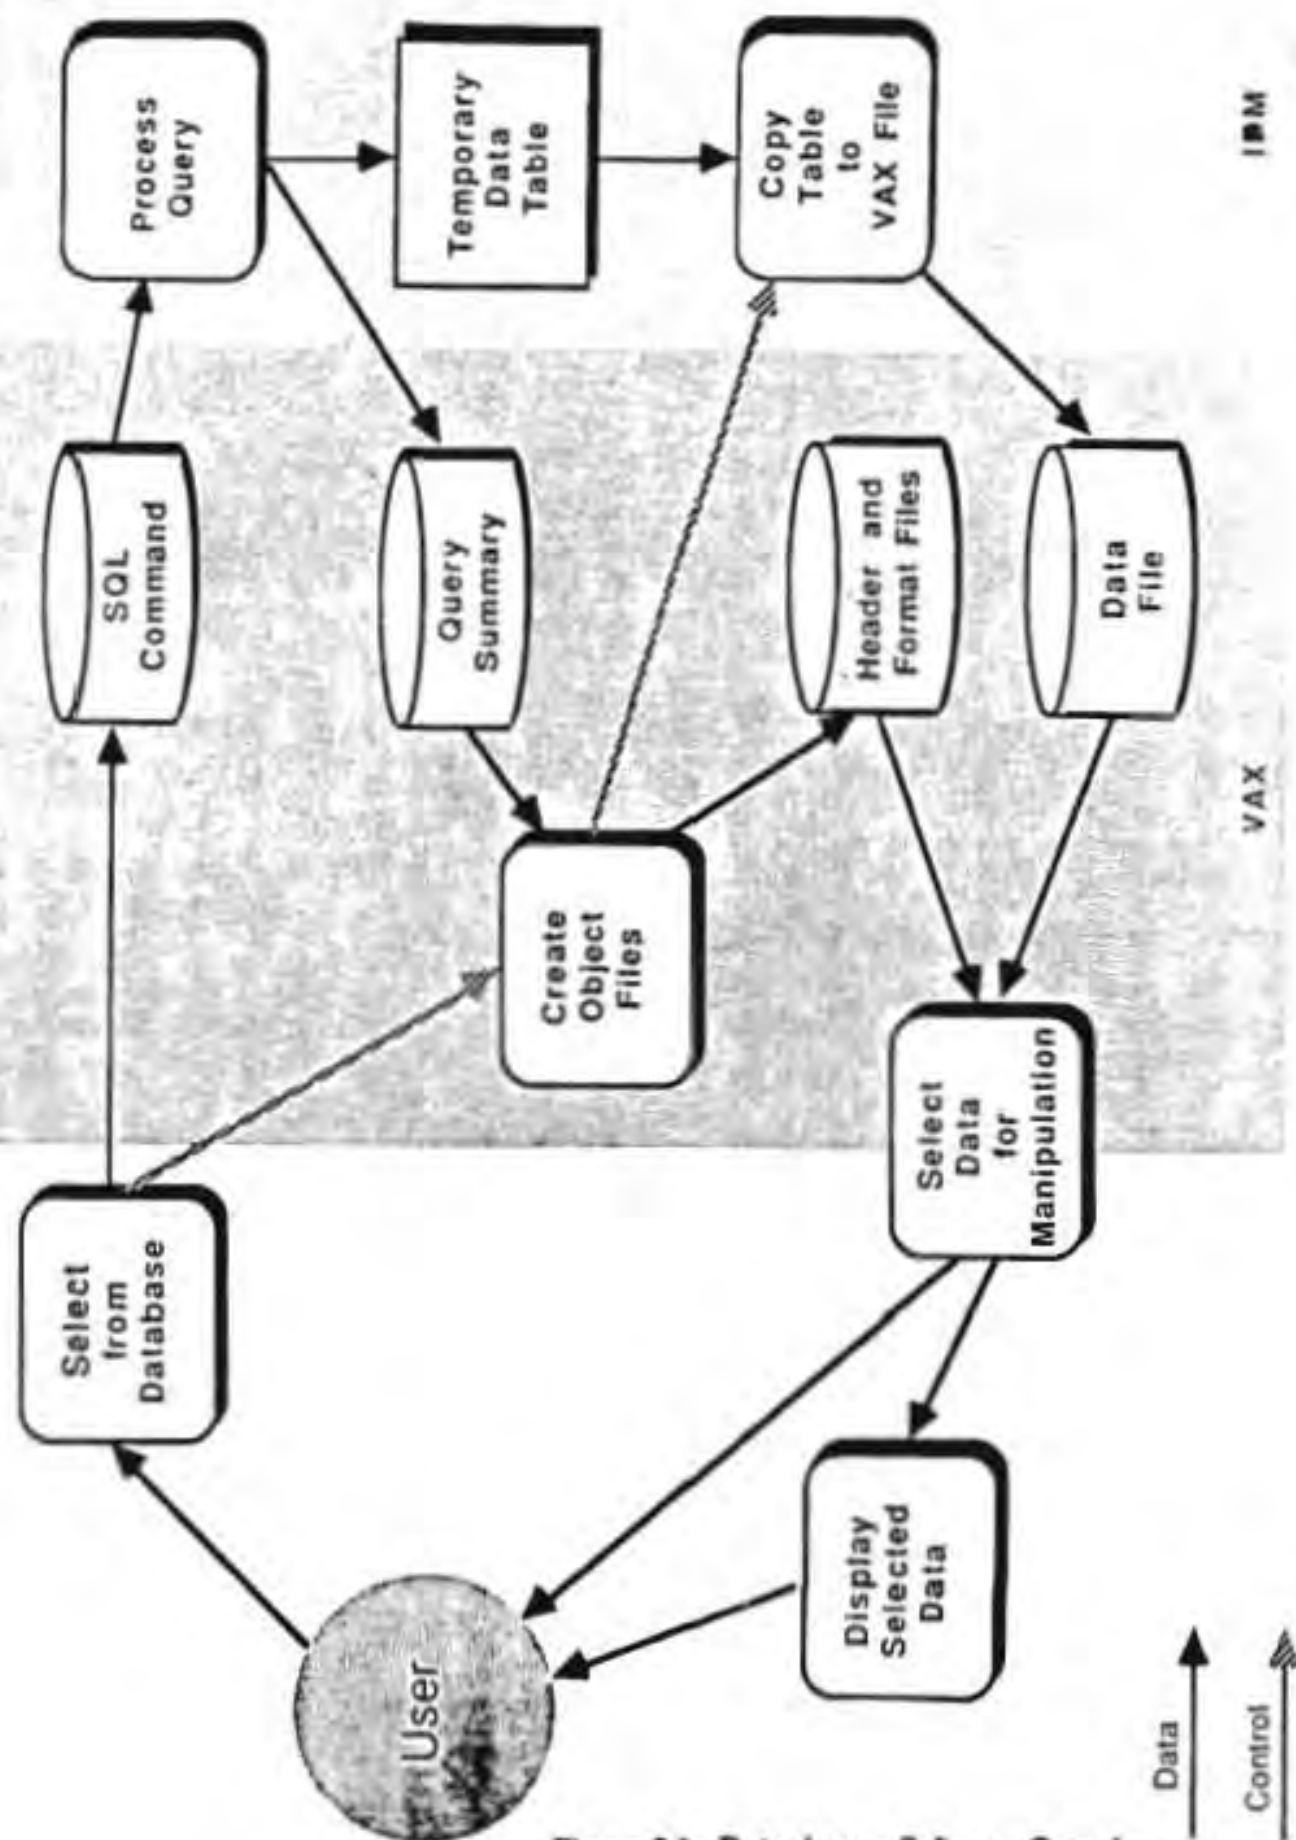 User
Select
from
Database
SQL
Command
Process
Query
Query
Summary
Temporary
Data
Table
Create
Object
Files
Copy
Table
to
VAX File
Header and
Format Files
Data
File
Select
Data
for
Manipulation
Display
Selected
Data
Data
Control
VAX
IBM